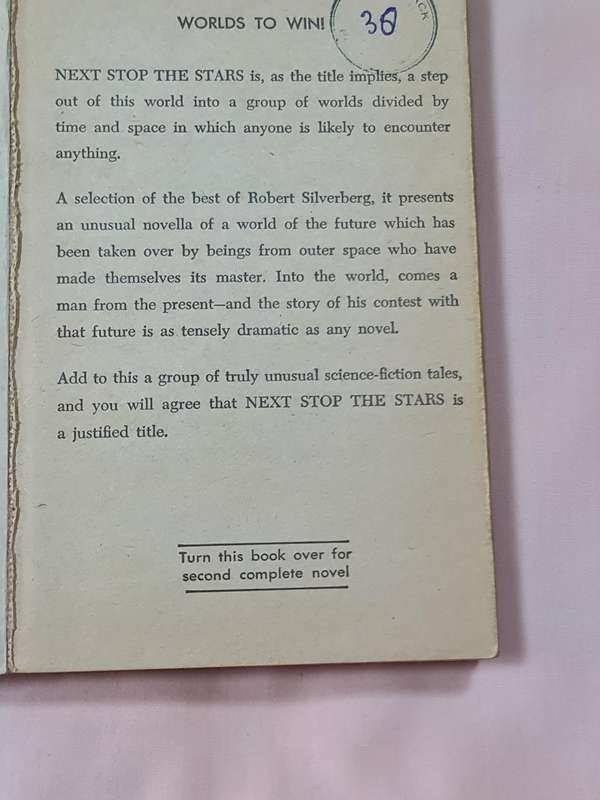 WORLDS TO WIN!
36
NEXT STOP THE STARS is, as the title implies, a step
out of this world into a group of worlds divided by
time and space in which anyone is likely to encounter
anything.
A selection of the best of Robert Silverberg, it presents
an unusual novella of a world of the future which has
been taken over by beings from outer space who have
made themselves its master. Into the world, comes a
man from the present—and the story of his contest with
that future is as tensely dramatic as any novel.
Add to this a group of truly unusual science-fiction tales,
and you will agree that NEXT STOP THE STARS is
a justified title.
Turn this book over for
second complete novel